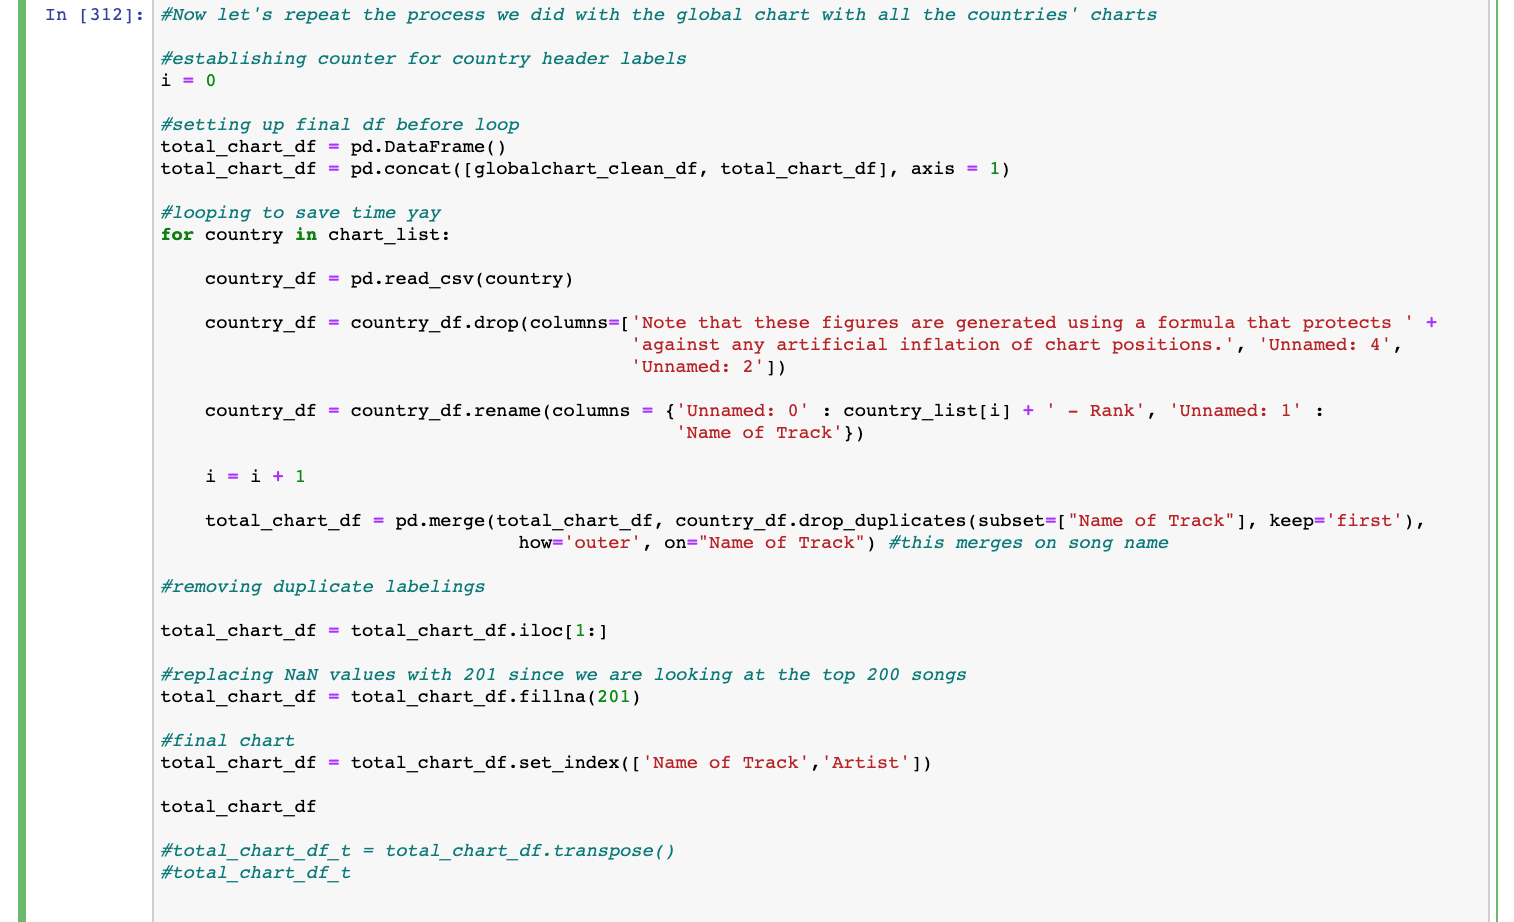 In [312]: #Now let's repeat the process we did with the global chart with all the countries' charts
#establishing counter for country header labels
i = 0
#setting up final df before loop
total_chart_df = pd.DataFrame()
total_chart_df = pd.concat([globalchart_clean_df, total_chart_df], axis = 1)
#looping to save time yay
for country in chart_list:
    country_df = pd.read_csv(country)
    country_df = country_df.drop(columns=['Note that these figures are generated using a formula that protects ' +
                                          'against any artificial inflation of chart positions.', 'Unnamed: 4',
                                          'Unnamed: 2'])
    country_df = country_df.rename(columns = {'Unnamed: 0' : country_list[i] + ' - Rank', 'Unnamed: 1' :
                                              'Name of Track'})
    i = i + 1
    total_chart_df = pd.merge(total_chart_df, country_df.drop_duplicates(subset=["Name of Track"], keep='first'),
                                how='outer', on="Name of Track") #this merges on song name
#removing duplicate labelings
total_chart_df = total_chart_df.iloc[1:]
#replacing NaN values with 201 since we are looking at the top 200 songs
total_chart_df = total_chart_df.fillna(201)
#final chart
total_chart_df = total_chart_df.set_index(['Name of Track','Artist'])
total_chart_df
#total_chart_df_t = total_chart_df.transpose()
#total_chart_df_t